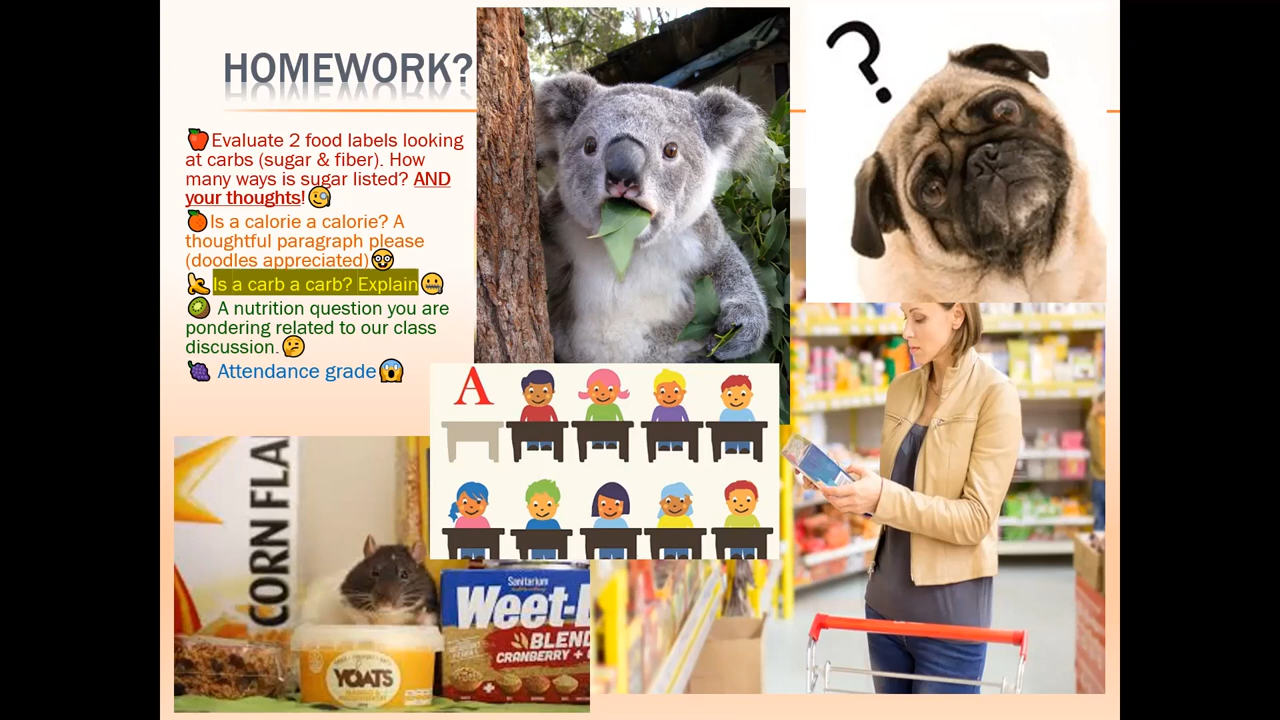 HOMEWORK?
🍎Evaluate 2 food labels looking
at carbs (sugar & fiber). How
many ways is sugar listed? AND
your thoughts!🧐
🍊Is a calorie a calorie? A
thoughtful paragraph please
(doodles appreciated)🤓
🍌Is a carb a carb? Explain🤐
🥝 A nutrition question you are
pondering related to our class
discussion.🤔
🍇 Attendance grade😱
?
A
CORN FLA
YOATS
Sanitarium
Weet-B
BLEND
CRANBERRY +